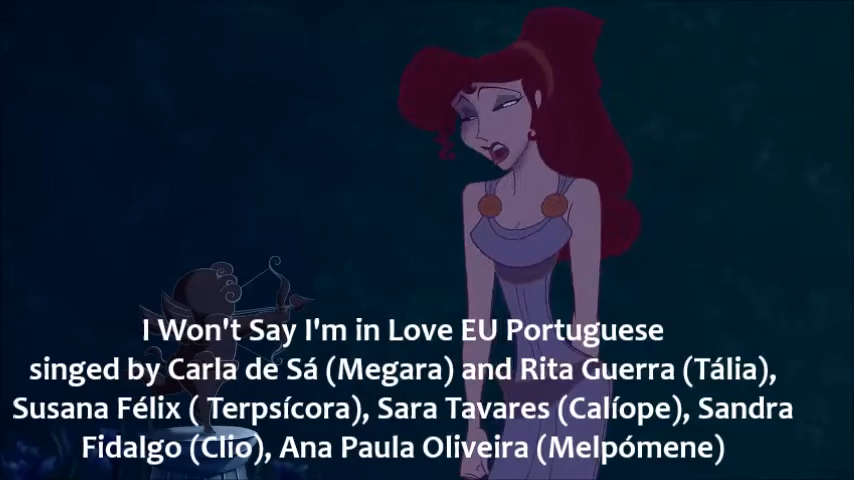 I Won't Say I'm in Love EU Portuguese
singed by Carla de Sá (Megara) and Rita Guerra (Tália),
Susana Félix ( Terpsícora), Sara Tavares (Calíope), Sandra
Fidalgo (Clio), Ana Paula Oliveira (Melpómene)